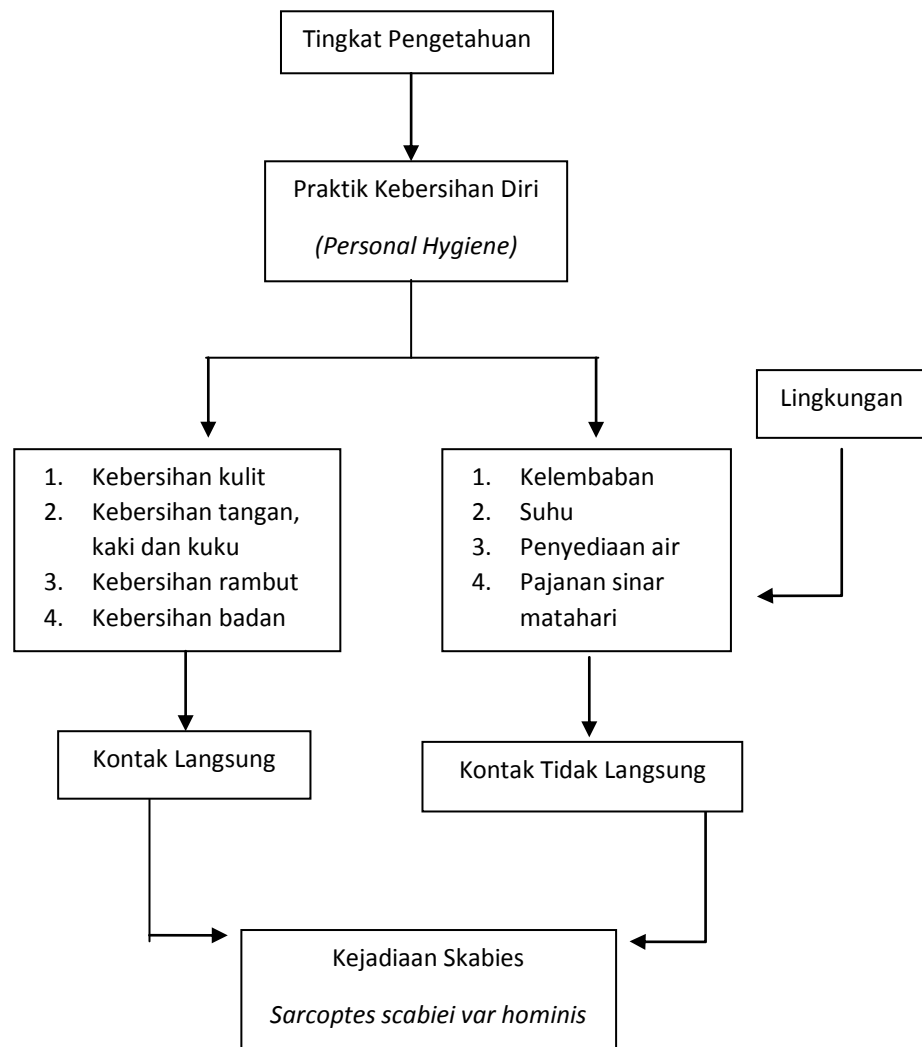 Tingkat Pengetahuan
Praktik Kebersihan Diri
(Personal Hygiene)
Lingkungan
1. Kebersihan kulit
2. Kebersihan tangan,
kaki dan kuku
3. Kebersihan rambut
4. Kebersihan badan
1. Kelembaban
2. Suhu
3. Penyediaan air
4. Pajanan sinar
matahari
Kontak Langsung
Kontak Tidak Langsung
Kejadiaan Skabies
Sarcoptes scabiei var hominis